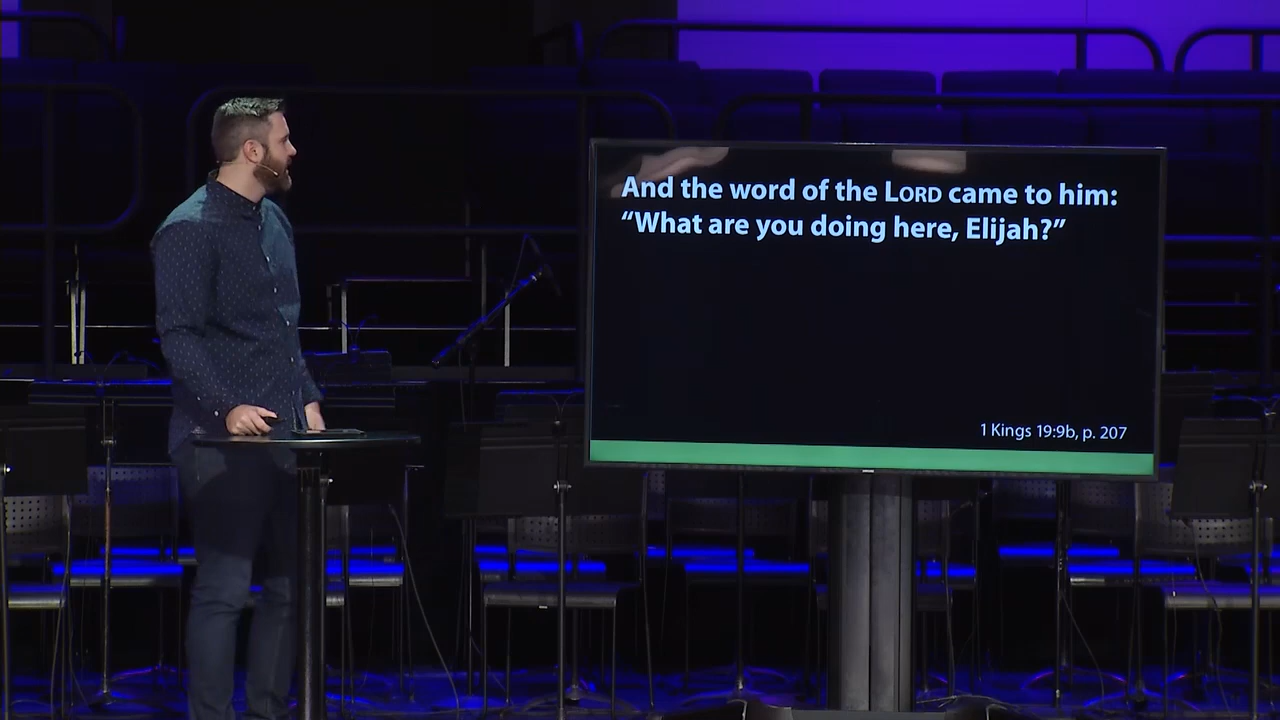 And the word of the LORD came to him:
“What are you doing here, Elijah?”
1 Kings 19:9b, p. 207